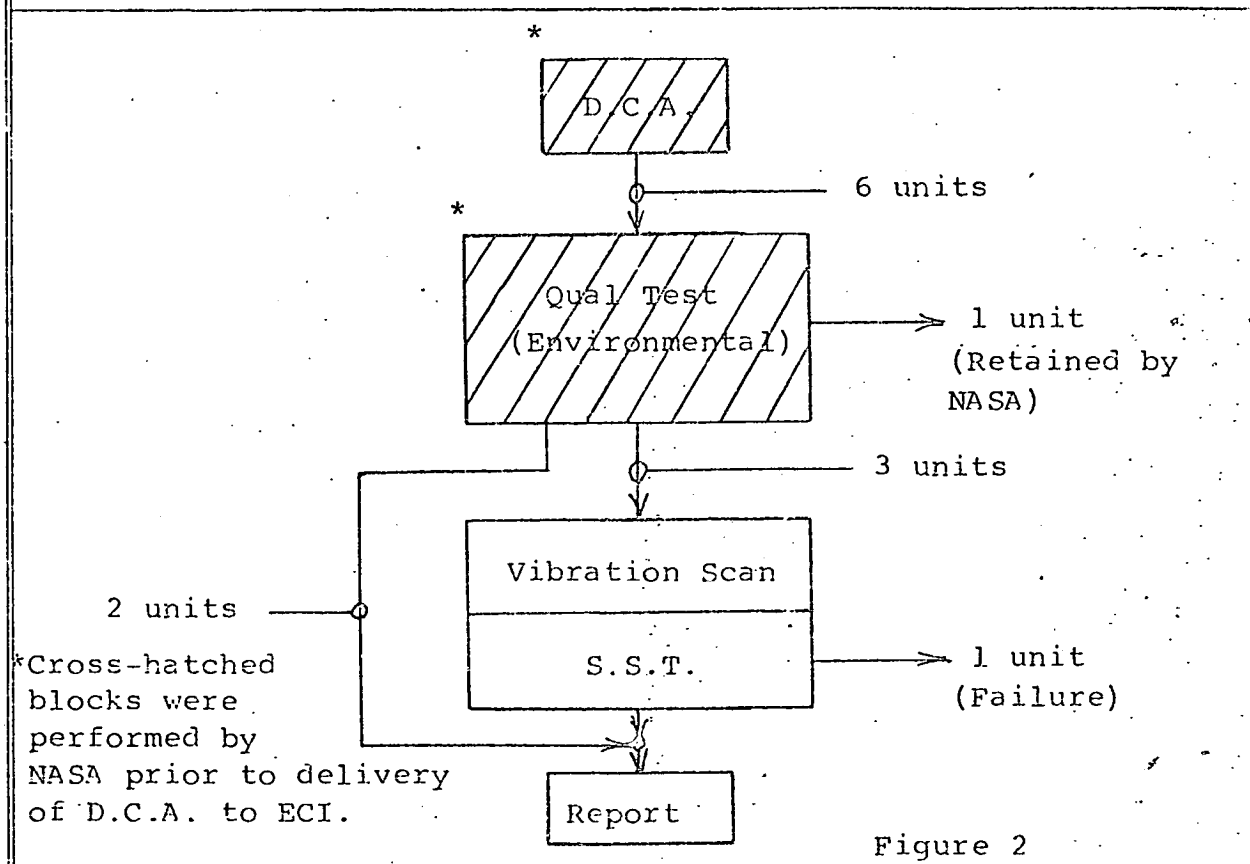 *
D.C.A.
6 units
*
Qual Test
(Environmental)
1 unit
(Retained by
NASA)
3 units
Vibration Scan
2 units
S.S.T.
1 unit
(Failure)
*Cross-hatched
blocks were
performed by
NASA prior to delivery
of D.C.A. to ECI.
Report
Figure 2